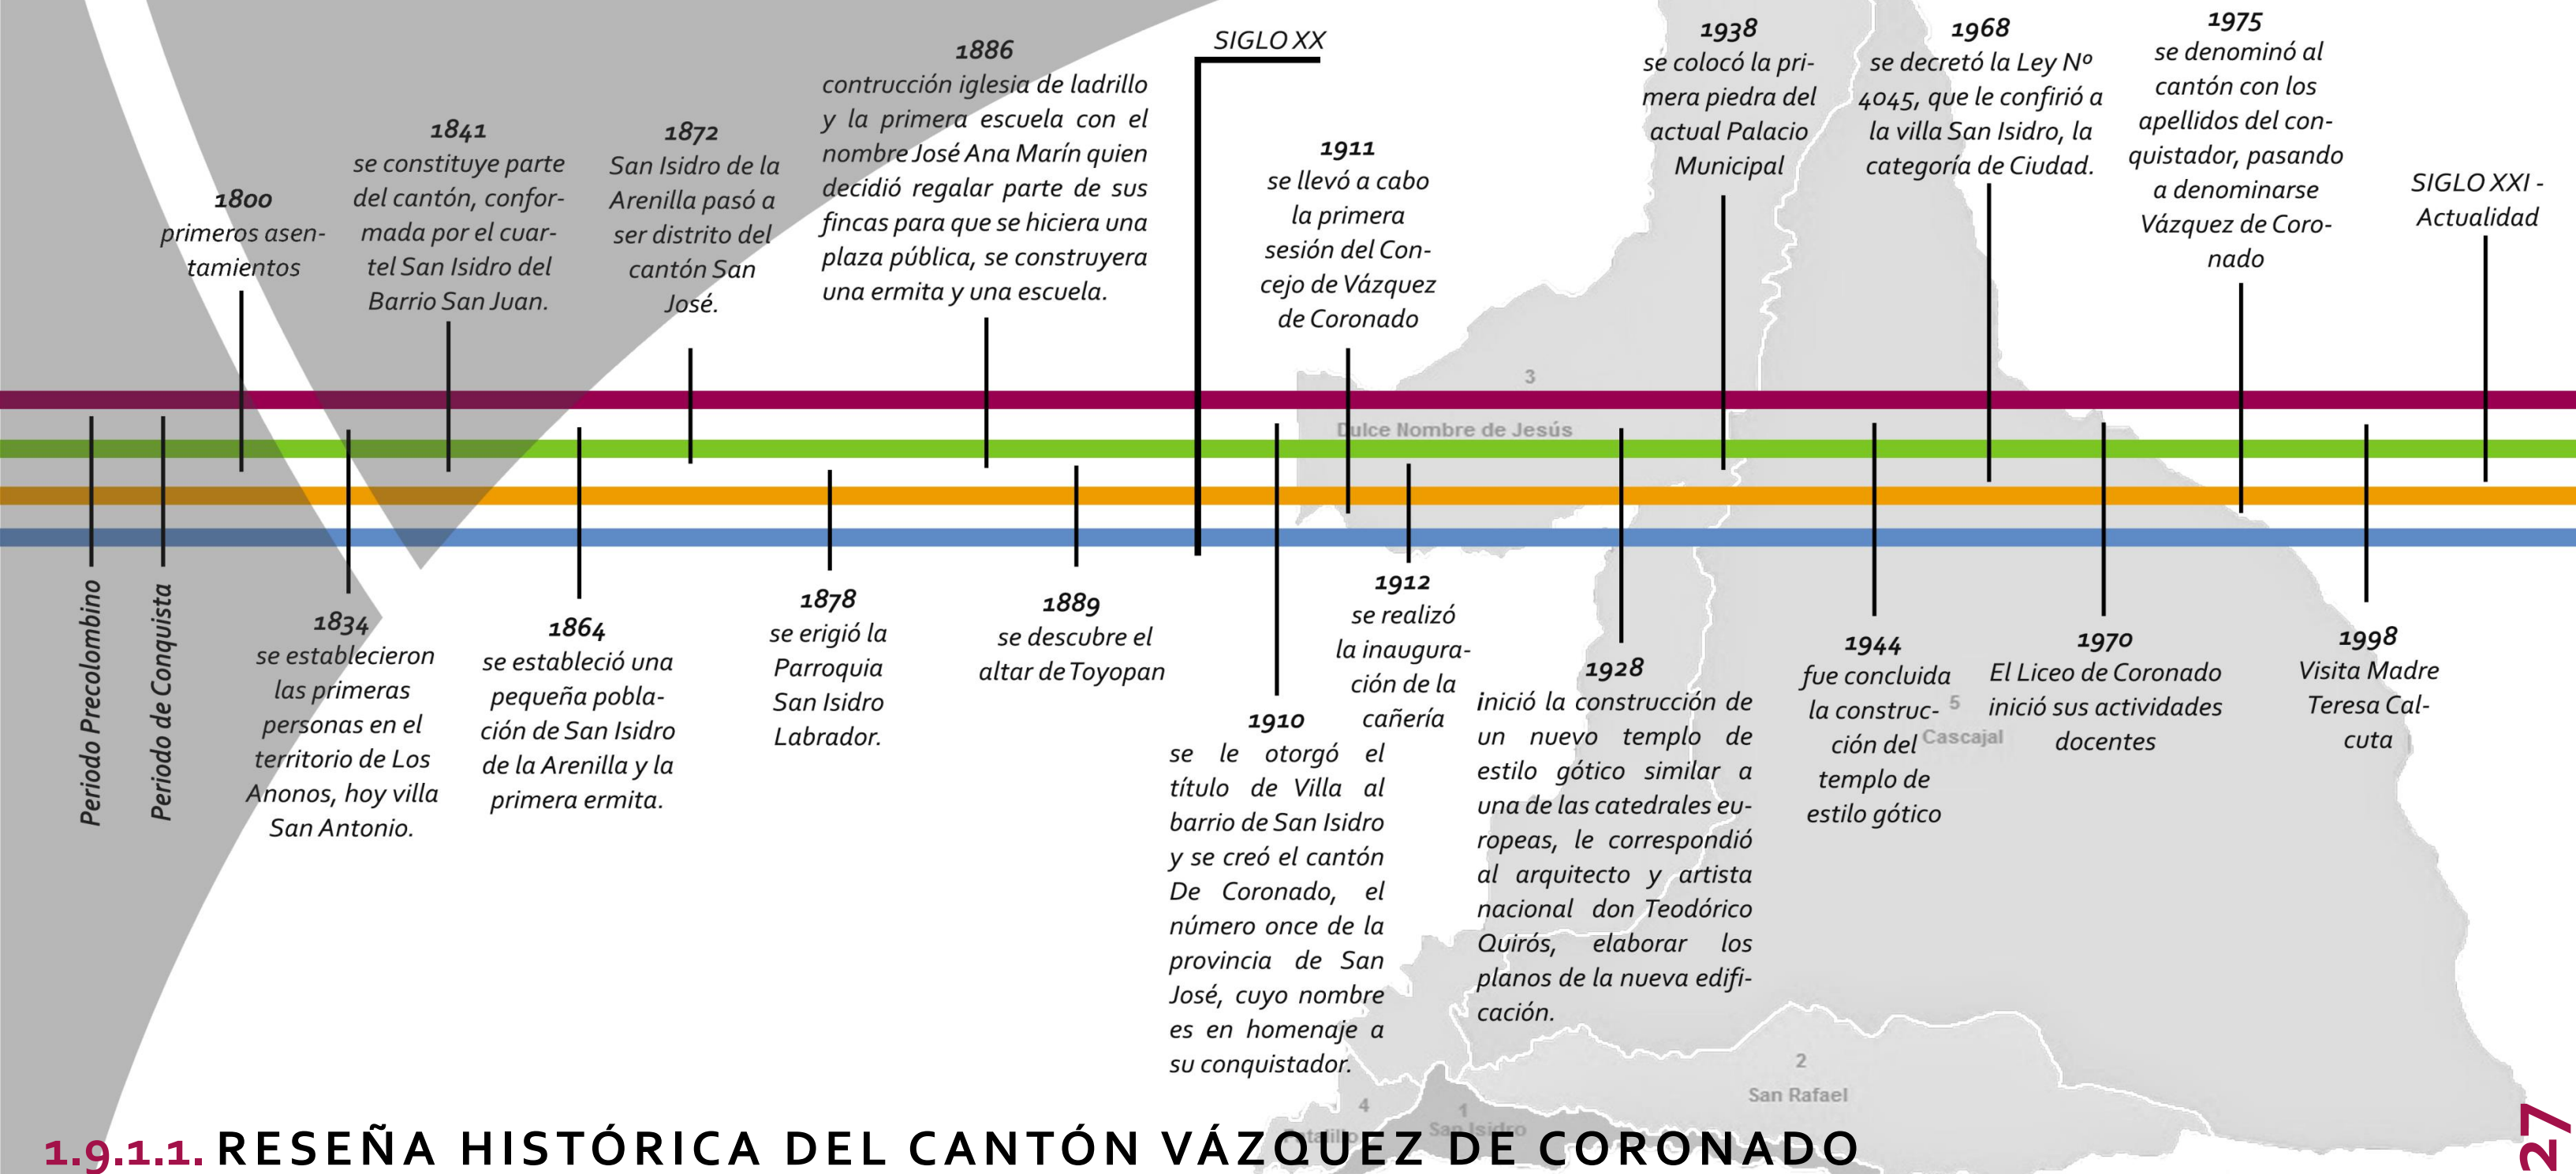 Periodo Precolombino
Periodo de Conquista
1800
primeros asen-
tamientos
1834
se establecieron
las primeras
personas en el
territorio de Los
Anonos, hoy villa
San Antonio.
1841
se constituye parte
del cantón, confor-
mada por el cuar-
tel San Isidro del
Barrio San Juan.
1864
se estableció una
pequeña pobla-
ción de San Isidro
de la Arenilla y la
primera ermita.
1872
San Isidro de la
Arenilla pasó a
ser distrito del
cantón San
José.
1878
se erigió la
Parroquia
San Isidro
Labrador.
1886
contrucción iglesia de ladrillo
y la primera escuela con el
nombre José Ana Marín quien
decidió regalar parte de sus
fincas para que se hiciera una
plaza pública, se construyera
una ermita y una escuela.
1889
se descubre el
altar de Toyopan
SIGLO XX
1910
se le otorgó el
título de Villa al
barrio de San Isidro
y se creó el cantón
De Coronado, el
número once de la
provincia de San
José, cuyo nombre
es en homenaje a
su conquistador.
1911
se llevó a cabo
la primera
sesión del Con-
cejo de Vázquez
de Coronado
1912
se realizó
la inaugura-
ción de la
cañería
1928
inició la construcción de
un nuevo templo de
estilo gótico similar a
una de las catedrales eu-
ropeas, le correspondió
al arquitecto y artista
nacional don Teodórico
Quirós, elaborar los
planos de la nueva edifi-
cación.
1938
se colocó la pri-
mera piedra del
actual Palacio
Municipal
1944
fue concluida
la construc-
ción del
templo de
estilo gótico
1968
se decretó la Ley Nº
4045, que le confirió a
la villa San Isidro, la
categoría de Ciudad.
1970
El Liceo de Coronado
inició sus actividades
docentes
1975
se denominó al
cantón con los
apellidos del con-
quistador, pasando
a denominarse
Vázquez de Coro-
nado
1998
Visita Madre
Teresa Cal-
cuta
SIGLO XXI -
Actualidad
3
Dulce Nombre de Jesús
5
Cascajal
2
San Rafael
4
1
San Isidro
1.9.1.1. RESEÑA HISTÓRICA DEL CANTÓN VÁZQUEZ DE CORONADO
27